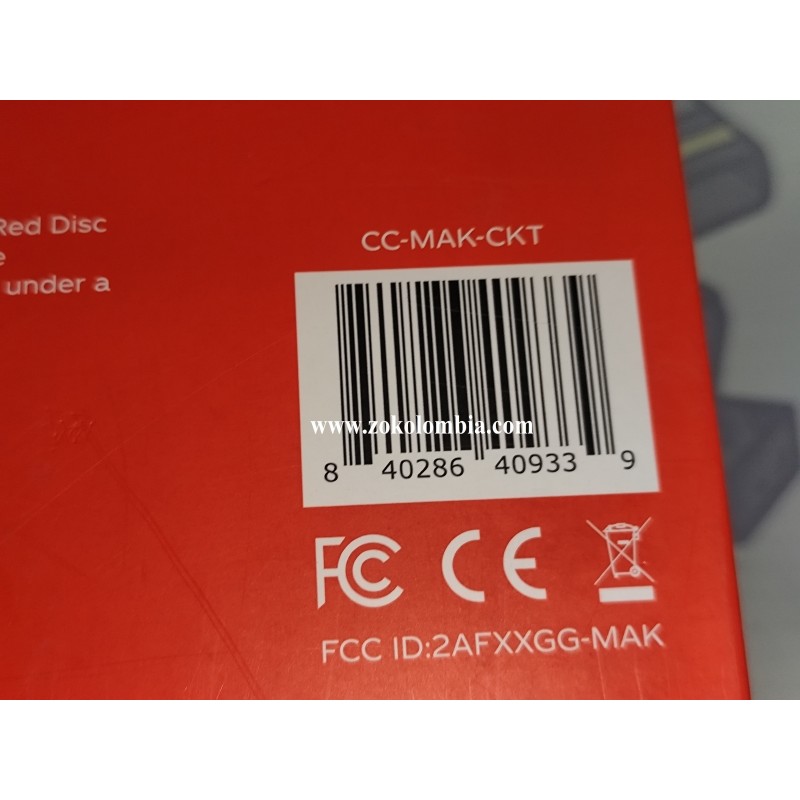 Red Disc
e
under a
CC-MAK-CKT
www.zokolombia.com
8 40286 40933 9
FC CE
FCC ID:2AFXXGG-MAK